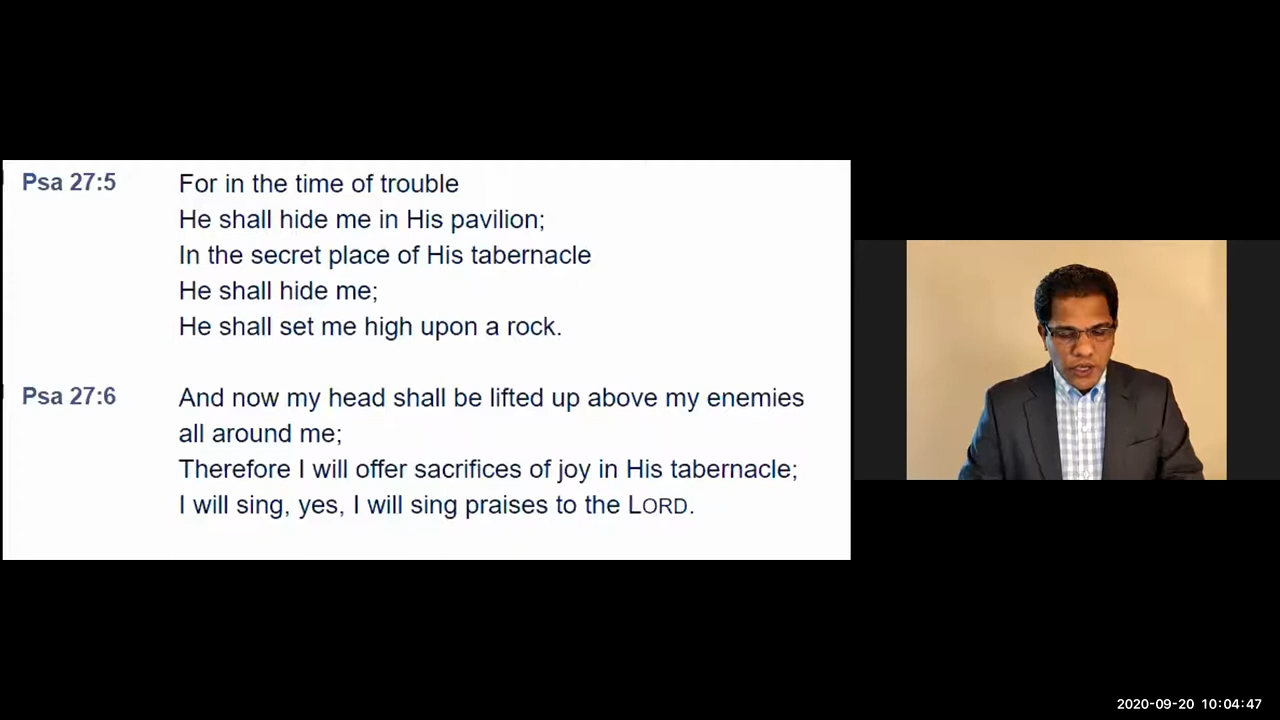 Psa 27:5
For in the time of trouble
He shall hide me in His pavilion;
In the secret place of His tabernacle
He shall hide me;
He shall set me high upon a rock.
Psa 27:6
And now my head shall be lifted up above my enemies
all around me;
Therefore I will offer sacrifices of joy in His tabernacle;
I will sing, yes, I will sing praises to the LORD.
2020-09-20 10:04:47